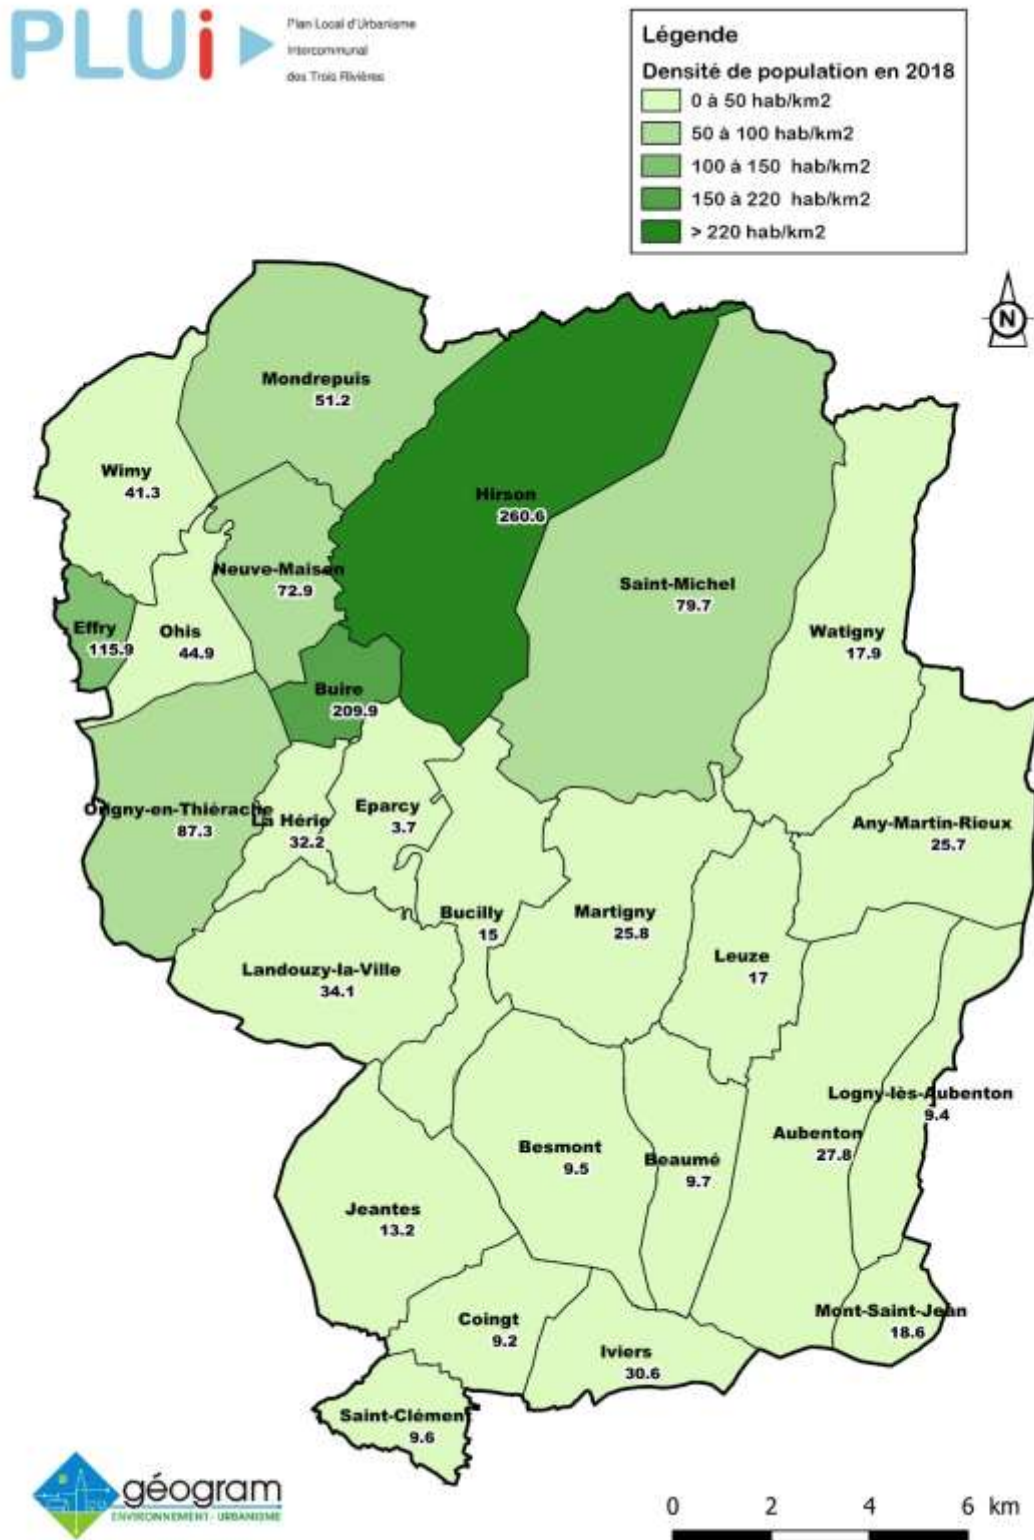 PLUi
Plan Local d'Urbanisme
Intercommunal
des Trois Rivières
Légende
Densité de population en 2018
0 à 50 hab/km2
50 à 100 hab/km2
100 à 150 hab/km2
150 à 220 hab/km2
> 220 hab/km2
N
Mondrepuis
51.2
Wimy
41.3
Hirson
260.6
Neuve-Maison
72.9
Saint-Michel
79.7
Effry
115.9
Ohis
44.9
Watigny
17.9
Buire
209.9
Origny-en-Thiérache
87.3
La Hérie
32.2
Eparcy
3.7
Any-Martin-Rieux
25.7
Bucilly
15
Martigny
25.8
Leuze
17
Landouzy-la-Ville
34.1
Logny-lès-Aubenton
9.4
Aubenton
27.8
Besmont
9.5
Beaumé
9.7
Jeantes
13.2
Coingt
9.2
Iviers
30.6
Mont-Saint-Jean
18.6
Saint-Clément
9.6
géogram
ENVIRONNEMENT - URBANISME
0 2 4 6 km